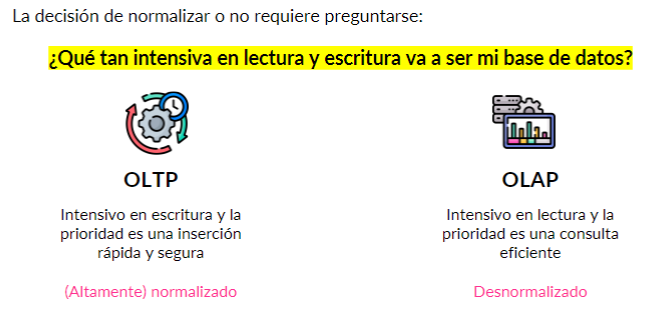 La decisión de normalizar o no requiere preguntarse:
¿Qué tan intensiva en lectura y escritura va a ser mi base de datos?
OLTP
Intensivo en escritura y la
prioridad es una inserción
rápida y segura
(Altamente) normalizado
OLAP
Intensivo en lectura y la
prioridad es una consulta
eficiente
Desnormalizado